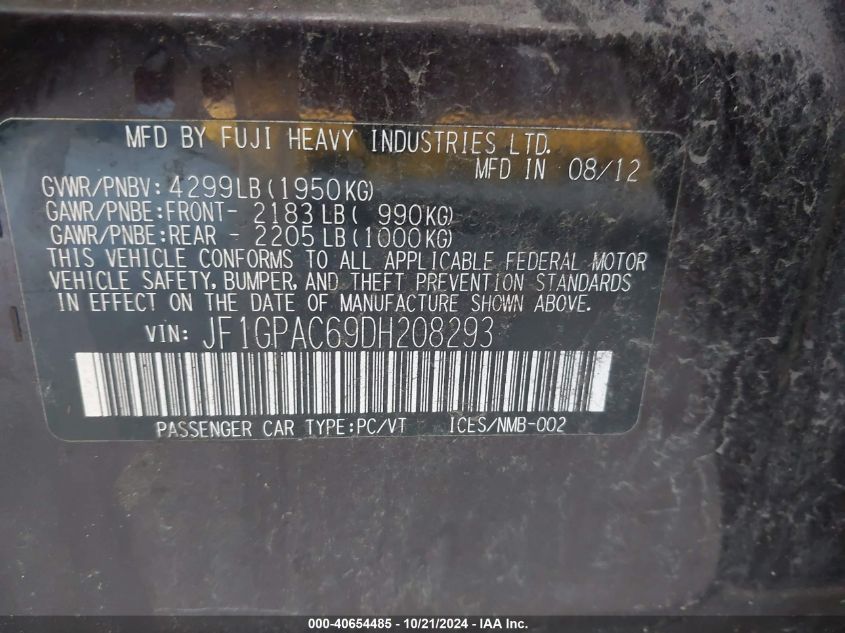 MFD BY FUJI HEAVY INDUSTRIES LTD.
MFD IN 08/12
GVWR/PNBV: 4299LB(1950KG)
GAWR/PNBE:FRONT- 2183LB( 990KG)
GAWR/PNBE:REAR - 2205LB(1000KG)
THIS VEHICLE CONFORMS TO ALL APPLICABLE FEDERAL MOTOR
VEHICLE SAFETY, BUMPER, AND THEFT PREVENTION STANDARDS
IN EFFECT ON THE DATE OF MANUFACTURE SHOWN ABOVE.
VIN: JF1GPAC69DH208293
PASSENGER CAR TYPE:PC/VT ICES/NMB-002
000-40654485 - 10/21/2024 - IAA Inc.